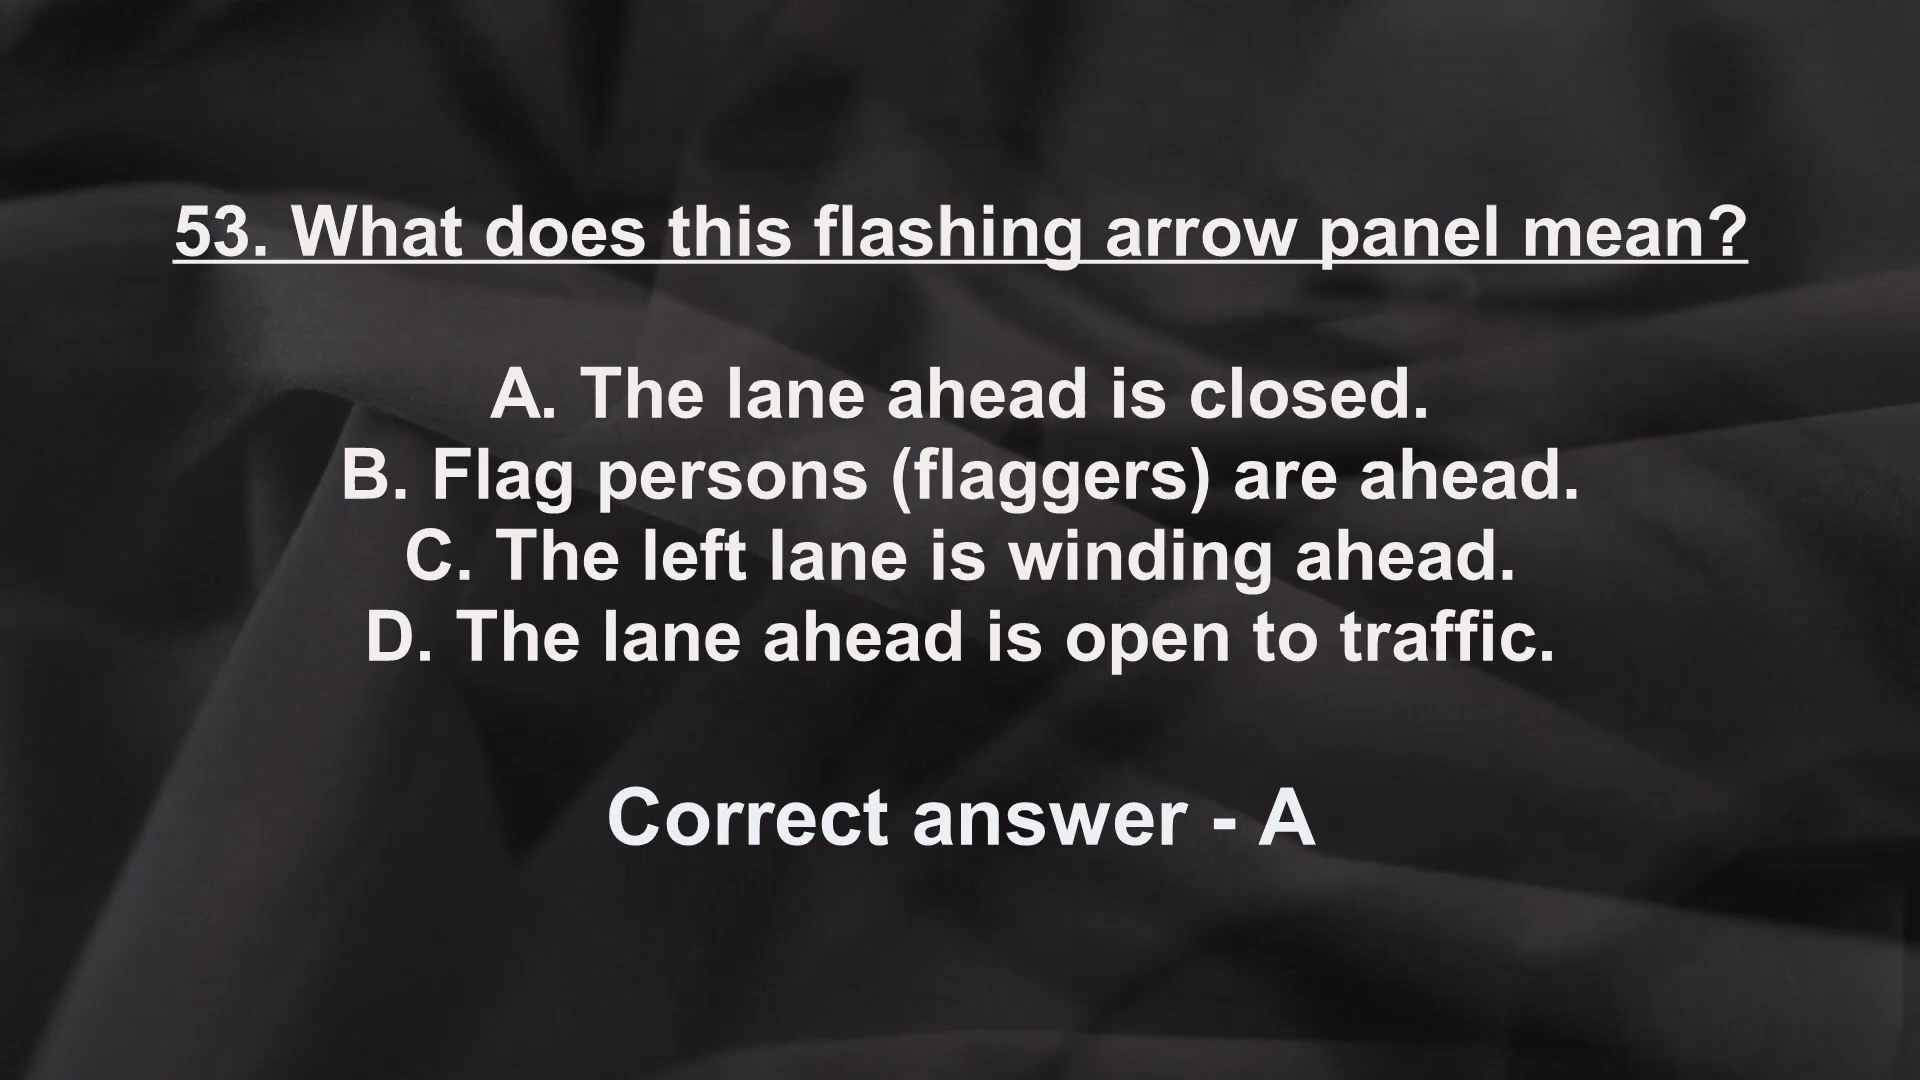 53. What does this flashing arrow panel mean?
A. The lane ahead is closed.
B. Flag persons (flaggers) are ahead.
C. The left lane is winding ahead.
D. The lane ahead is open to traffic.
Correct answer - A